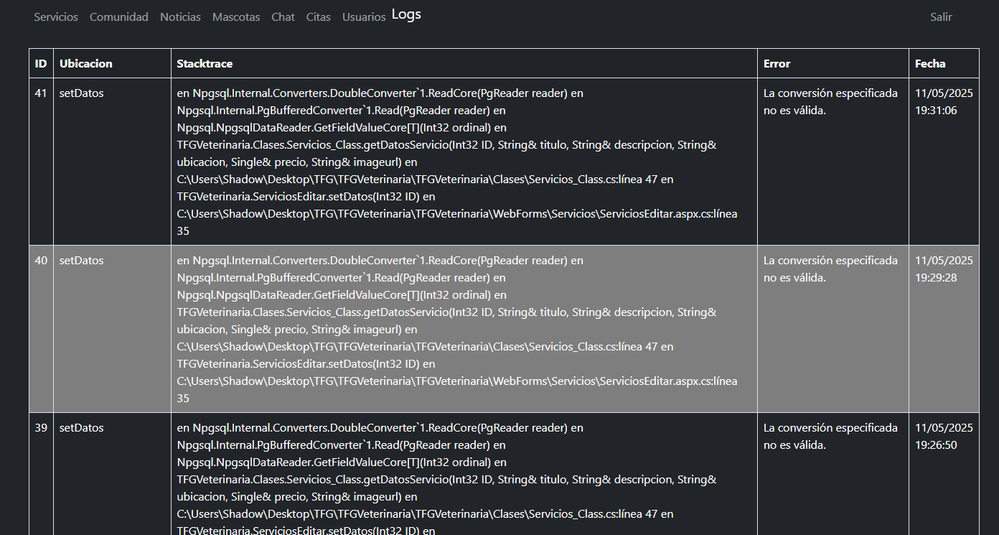 Servicios Comunidad Noticias Mascotas Chat Citas Usuarios Logs Salir
ID Ubicacion Stacktrace Error Fecha
41 setDatos en Npgsql.Internal.Converters.DoubleConverter`1.ReadCore(PgReader reader) en La conversión especificada 11/05/2025
Npgsql.Internal.PgBufferedConverter`1.Read(PgReader reader) en no es válida. 19:31:06
Npgsql.NpgsqlDataReader.GetFieldValueCore[T](Int32 ordinal) en
TFGVeterinaria.Clases.Servicios_Class.getDatosServicio(Int32 ID, String& titulo, String& descripcion, String&
ubicacion, Single& precio, String& imageurl) en
C:\Users\Shadow\Desktop\TFG\TFGVeterinaria\TFGVeterinaria\Clases\Servicios_Class.cs:línea 47 en
TFGVeterinaria.ServiciosEditar.setDatos(Int32 ID) en
C:\Users\Shadow\Desktop\TFG\TFGVeterinaria\TFGVeterinaria\WebForms\Servicios\ServiciosEditar.aspx.cs:línea
35
40 setDatos en Npgsql.Internal.Converters.DoubleConverter`1.ReadCore(PgReader reader) en La conversión especificada 11/05/2025
Npgsql.Internal.PgBufferedConverter`1.Read(PgReader reader) en no es válida. 19:29:28
Npgsql.NpgsqlDataReader.GetFieldValueCore[T](Int32 ordinal) en
TFGVeterinaria.Clases.Servicios_Class.getDatosServicio(Int32 ID, String& titulo, String& descripcion, String&
ubicacion, Single& precio, String& imageurl) en
C:\Users\Shadow\Desktop\TFG\TFGVeterinaria\TFGVeterinaria\Clases\Servicios_Class.cs:línea 47 en
TFGVeterinaria.ServiciosEditar.setDatos(Int32 ID) en
C:\Users\Shadow\Desktop\TFG\TFGVeterinaria\TFGVeterinaria\WebForms\Servicios\ServiciosEditar.aspx.cs:línea
35
39 setDatos en Npgsql.Internal.Converters.DoubleConverter`1.ReadCore(PgReader reader) en La conversión especificada 11/05/2025
Npgsql.Internal.PgBufferedConverter`1.Read(PgReader reader) en no es válida. 19:26:50
Npgsql.NpgsqlDataReader.GetFieldValueCore[T](Int32 ordinal) en
TFGVeterinaria.Clases.Servicios_Class.getDatosServicio(Int32 ID, String& titulo, String& descripcion, String&
ubicacion, Single& precio, String& imageurl) en
C:\Users\Shadow\Desktop\TFG\TFGVeterinaria\TFGVeterinaria\Clases\Servicios_Class.cs:línea 47 en
TFGVeterinaria.ServiciosEditar.setDatos(Int32 ID) en